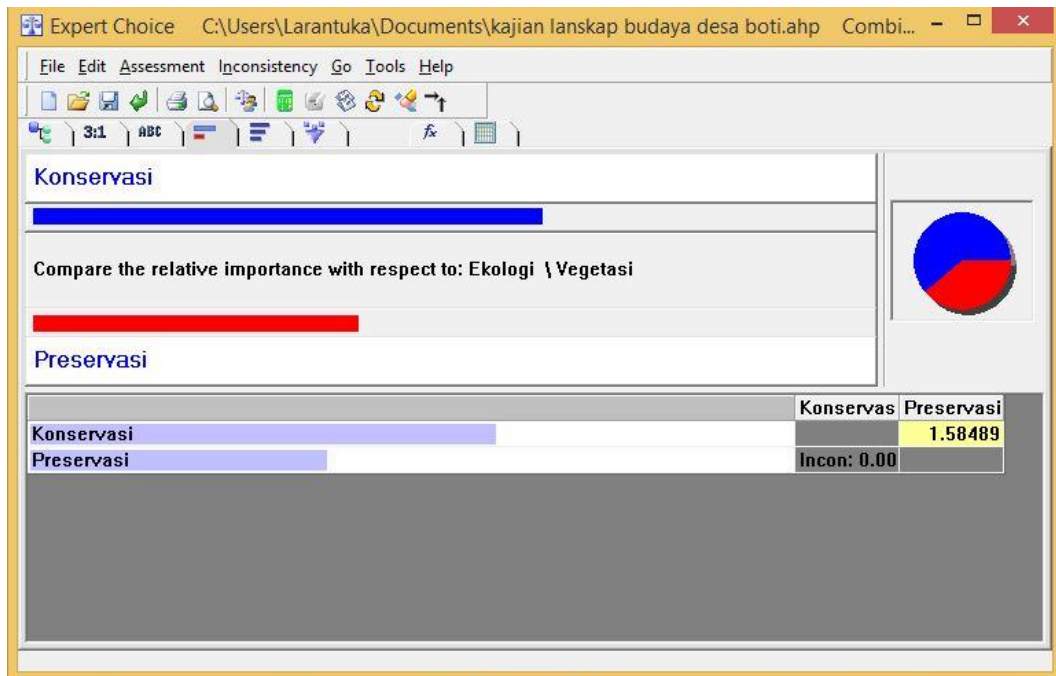 Expert Choice C:\Users\Larantuka\Documents\kajian lanskap budaya desa boti.ahp Combi...
File Edit Assessment Inconsistency Go Tools Help
3:1 ABC fx
Konservasi
Compare the relative importance with respect to: Ekologi \ Vegetasi
Preservasi
Konservas Preservasi
Konservasi 1.58489
Preservasi Incon: 0.00